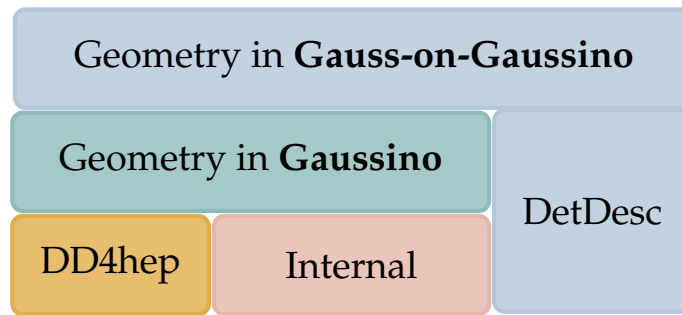 Geometry in Gauss-on-Gaussino
Geometry in Gaussino
DetDesc
DD4hep
Internal